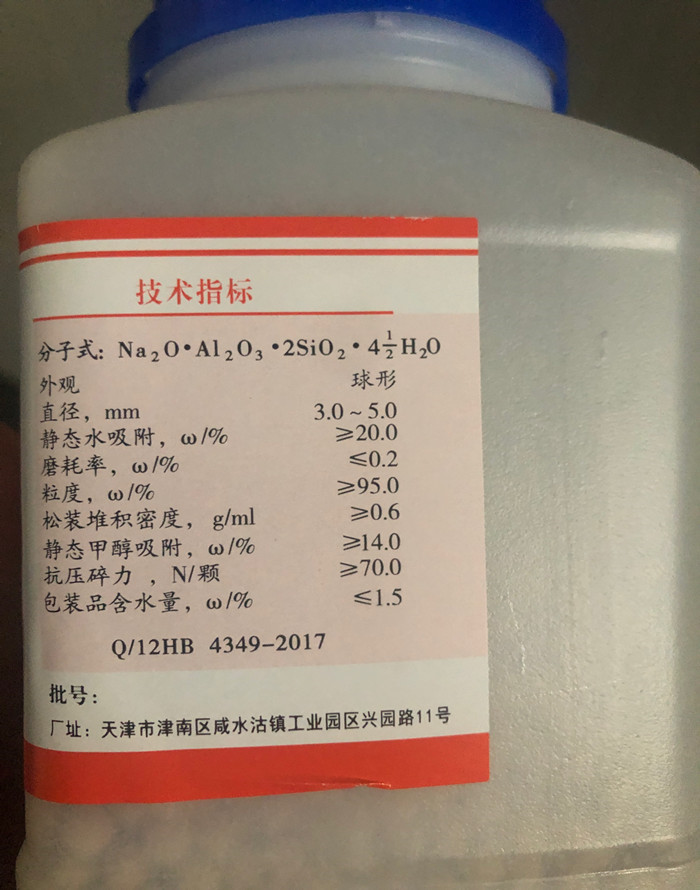 技术指标
分子式: Na₂O•Al₂O₃•2SiO₂•4½H₂O
外观 球形
直径, mm 3.0~5.0
静态水吸附, ω/% ≥20.0
磨耗率, ω/% ≤0.2
粒度, ω/% ≥95.0
松装堆积密度, g/ml ≥0.6
静态甲醇吸附, ω/% ≥14.0
抗压碎力 , N/颗 ≥70.0
包装品含水量, ω/% ≤1.5
Q/12HB 4349-2017
批号:
厂址: 天津市津南区咸水沽镇工业园区兴园路11号